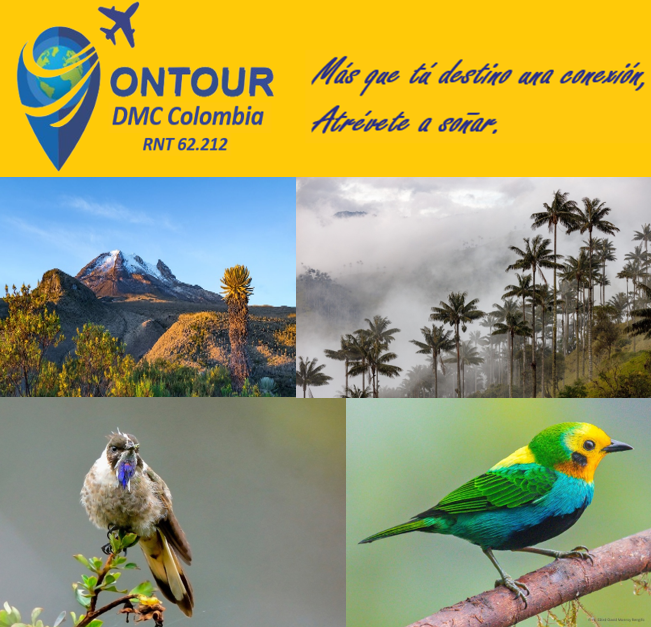 ONTOUR
DMC Colombia
RNT 62.212
Más que tú destino una conexión,
Atrévete a soñar.